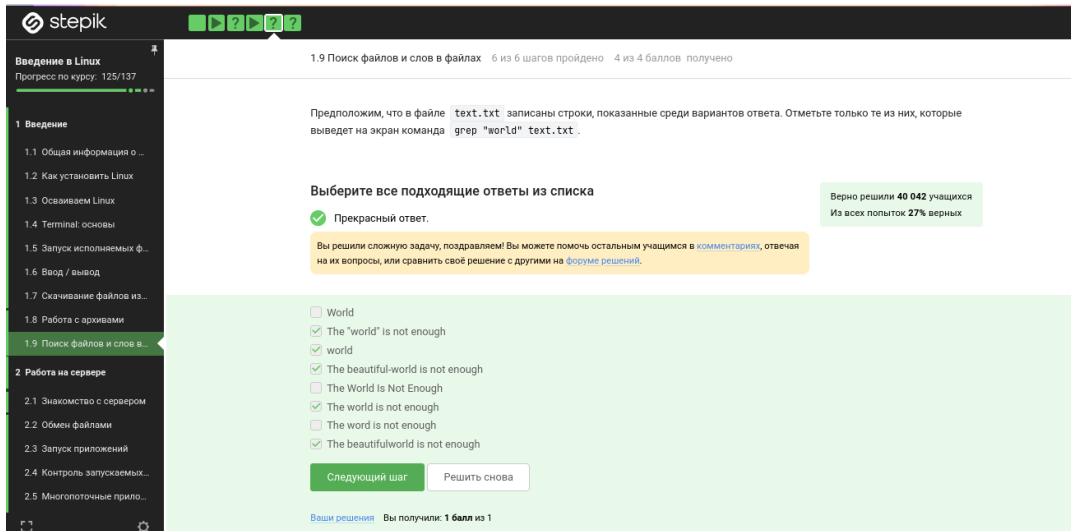 stepik
? ? ?
Введение в Linux
Прогресс по курсу: 125/137
1 Введение
1.1 Общая информация о ...
1.2 Как установить Linux
1.3 Осваиваем Linux
1.4 Terminal: основы
1.5 Запуск исполняемых ф...
1.6 Ввод / вывод
1.7 Скачивание файлов из...
1.8 Работа с архивами
1.9 Поиск файлов и слов в...
2 Работа на сервере
2.1 Знакомство с сервером
2.2 Обмен файлами
2.3 Запуск приложений
2.4 Контроль запускаемых...
2.5 Многопоточные прило...
1.9 Поиск файлов и слов в файлах 6 из 6 шагов пройдено 4 из 4 баллов получено
Предположим, что в файле text.txt записаны строки, показанные среди вариантов ответа. Отметьте только те из них, которые
выведет на экран команда grep "world" text.txt.
Выберите все подходящие ответы из списка
Прекрасный ответ.
Верно решили 40 042 учащихся
Из всех попыток 27% верных
Вы решили сложную задачу, поздравляем! Вы можете помочь остальным учащимся в комментариях, отвечая
на их вопросы, или сравнить своё решение с другими на форуме решений.
World
The "world" is not enough
world
The beautiful-world is not enough
The World Is Not Enough
The world is not enough
The word is not enough
The beautifulworld is not enough
Следующий шаг Решить снова
Ваши решения Вы получили: 1 балл из 1